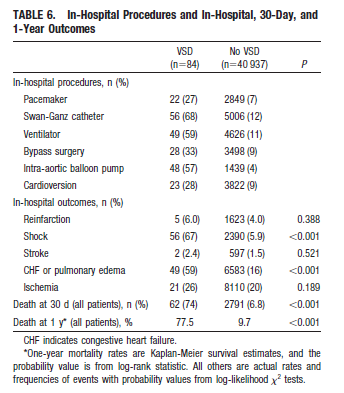 TABLE 6. In-Hospital Procedures and In-Hospital, 30-Day, and
1-Year Outcomes
VSD
(n=84) No VSD
(n=40 937) P
In-hospital procedures, n (%)
Pacemaker 22 (27) 2849 (7)
Swan-Ganz catheter 56 (68) 5006 (12)
Ventilator 49 (59) 4626 (11)
Bypass surgery 28 (33) 3498 (9)
Intra-aortic balloon pump 48 (57) 1439 (4)
Cardioversion 23 (28) 3822 (9)
In-hospital outcomes, n (%)
Reinfarction 5 (6.0) 1623 (4.0) 0.388
Shock 56 (67) 2390 (5.9) <0.001
Stroke 2 (2.4) 597 (1.5) 0.521
CHF or pulmonary edema 49 (59) 6583 (16) <0.001
Ischemia 21 (26) 8110 (20) 0.189
Death at 30 d (all patients), n (%) 62 (74) 2791 (6.8) <0.001
Death at 1 y* (all patients), % 77.5 9.7 <0.001
CHF indicates congestive heart failure.
*One-year mortality rates are Kaplan-Meier survival estimates, and the
probability value is from log-rank statistic. All others are actual rates and
frequencies of events with probability values from log-likelihood χ² tests.